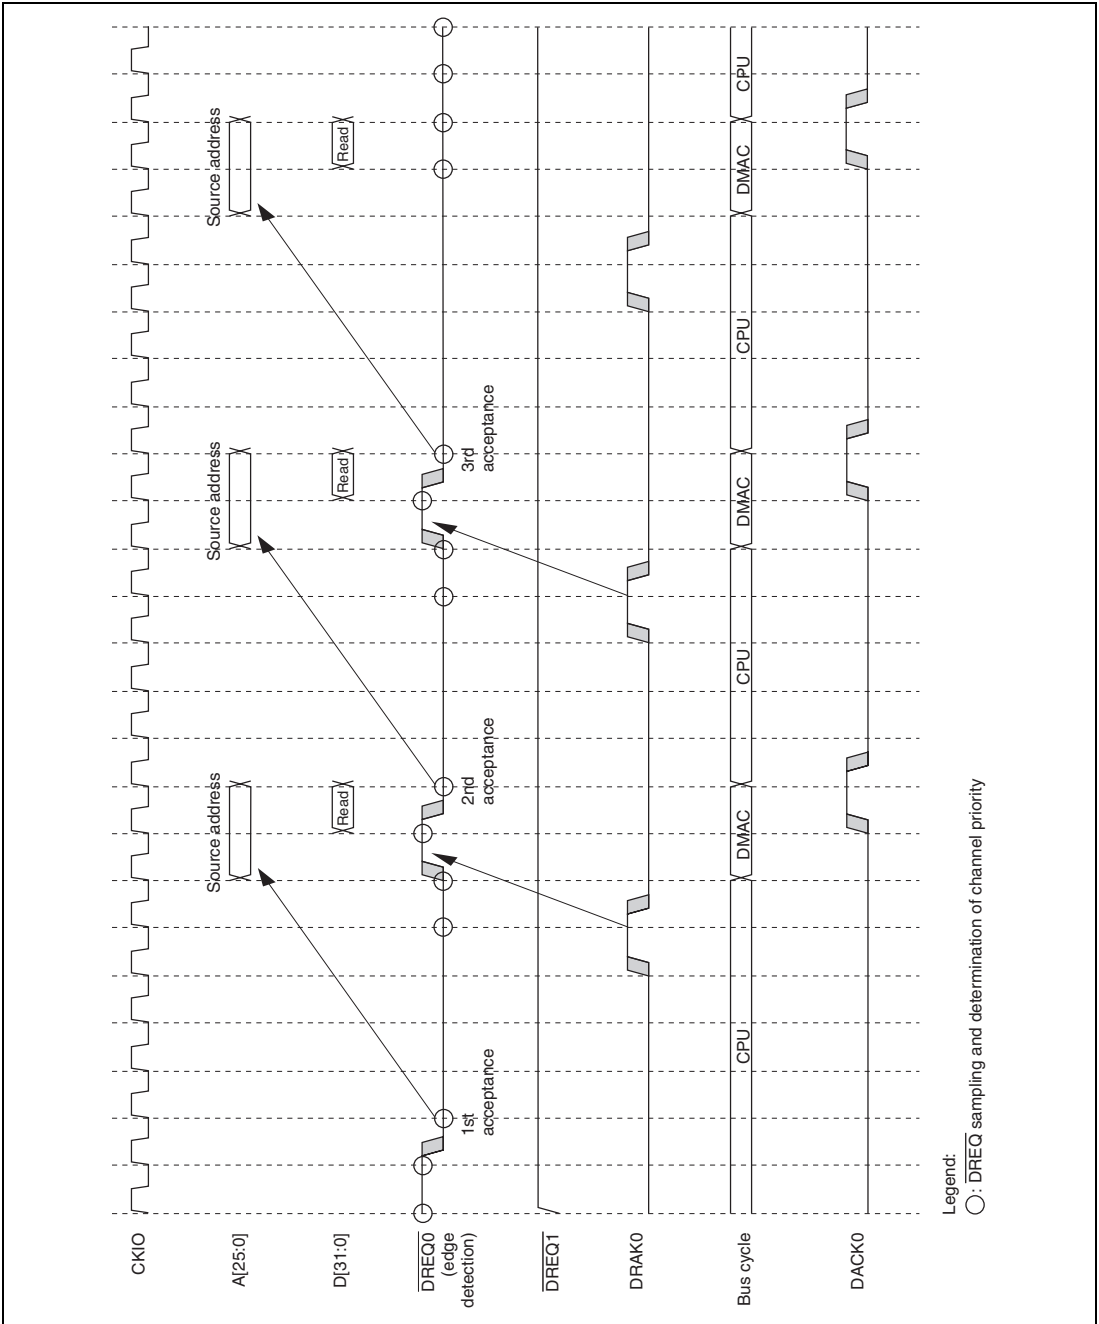 CKIO
A[25:0]
Source address
Source address
Source address
D[31:0]
Read
Read
Read
DREQ0
(edge
detection)
1st
acceptance
2nd
acceptance
3rd
acceptance
DREQ1
DRAK0
Bus cycle
CPU
DMAC
CPU
DMAC
CPU
DMAC
CPU
DACK0
Legend:
○: DREQ sampling and determination of channel priority